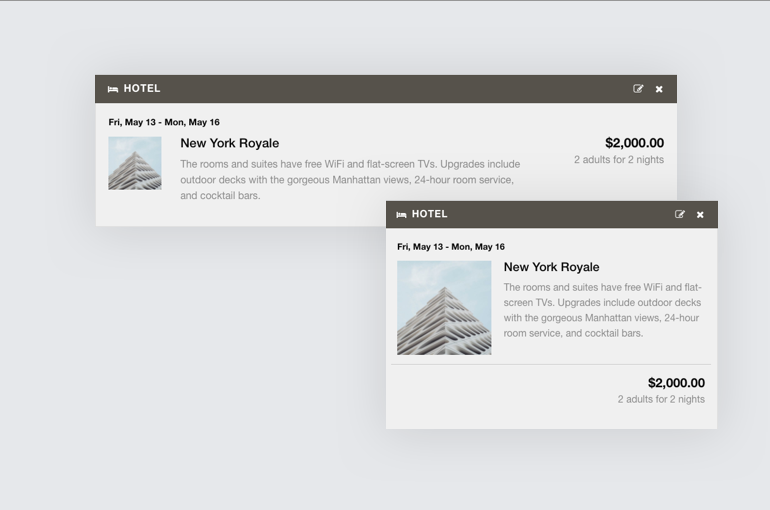 HOTEL
Fri, May 13 - Mon, May 16
New York Royale
The rooms and suites have free WiFi and flat-screen TVs. Upgrades include
outdoor decks with the gorgeous Manhattan views, 24-hour room service,
and cocktail bars.
$2,000.00
2 adults for 2 nights
HOTEL
Fri, May 13 - Mon, May 16
New York Royale
The rooms and suites have free WiFi and flat-
screen TVs. Upgrades include outdoor decks
with the gorgeous Manhattan views, 24-hour
room service, and cocktail bars.
$2,000.00
2 adults for 2 nights